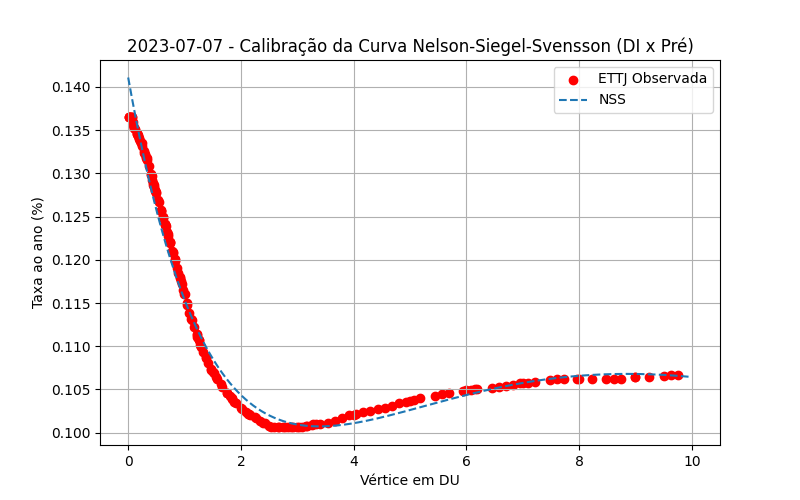 2023-07-07 - Calibração da Curva Nelson-Siegel-Svensson (DI x Pré)
ETTJ Observada
NSS
Taxa ao ano (%)
0.140
0.135
0.130
0.125
0.120
0.115
0.110
0.105
0.100
0 2 4 6 8 10
Vértice em DU